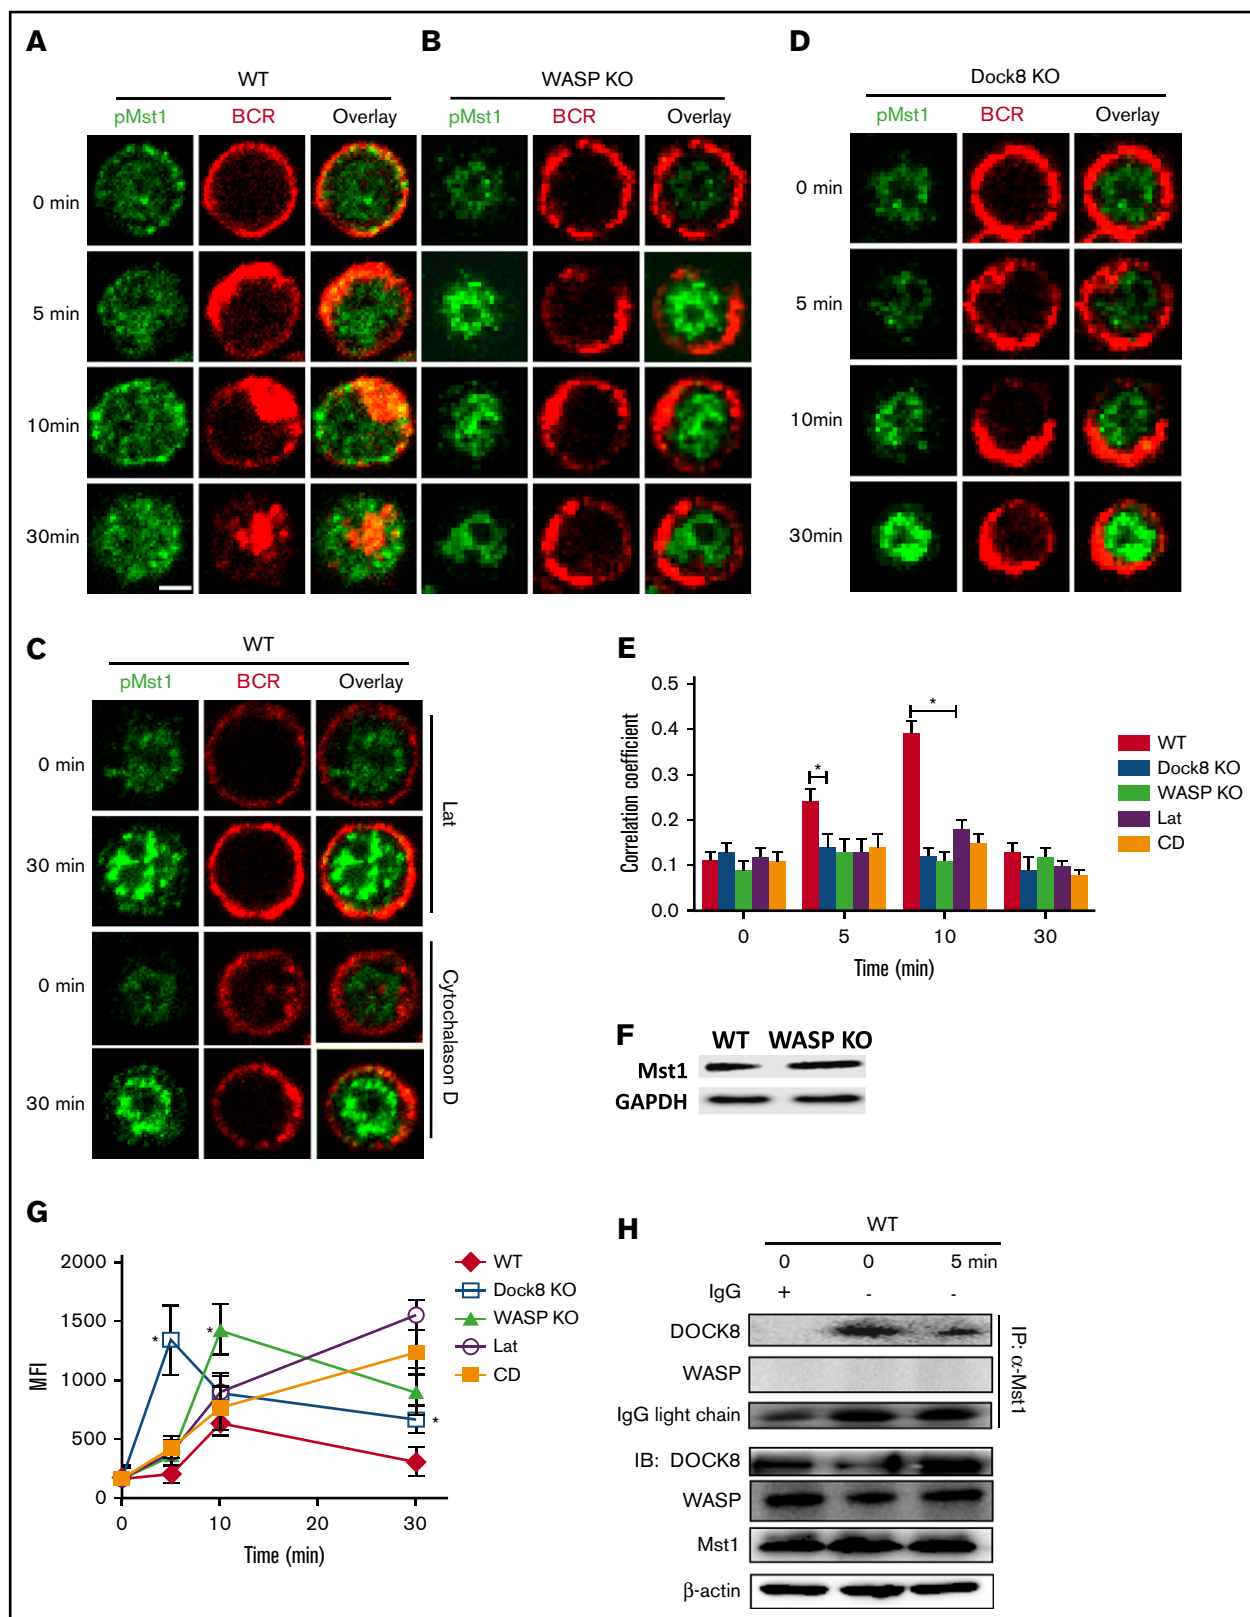 A
B
D
WT
WASP KO
Dock8 KO
pMst1 BCR Overlay
pMst1 BCR Overlay
pMst1 BCR Overlay
0 min
5 min
10min
30min
0 min
5 min
10min
30min
C
WT
pMst1 BCR Overlay
0 min
30 min
Lat
0 min
30 min
Cytochalason D
E
Correlation coefficient
0.5
0.4
0.3
0.2
0.1
0.0
*
*
0 5 10 30
Time (min)
WT
Dock8 KO
WASP KO
Lat
CD
F
WT WASP KO
Mst1
GAPDH
G
MFI
2000
1500
1000
500
0
*
*
*
0 10 20 30
Time (min)
WT
Dock8 KO
WASP KO
Lat
CD
H
WT
0 0 5 min
IgG + - -
DOCK8
WASP
IgG light chain
IP: α-Mst1
IB: DOCK8
WASP
Mst1
β-actin